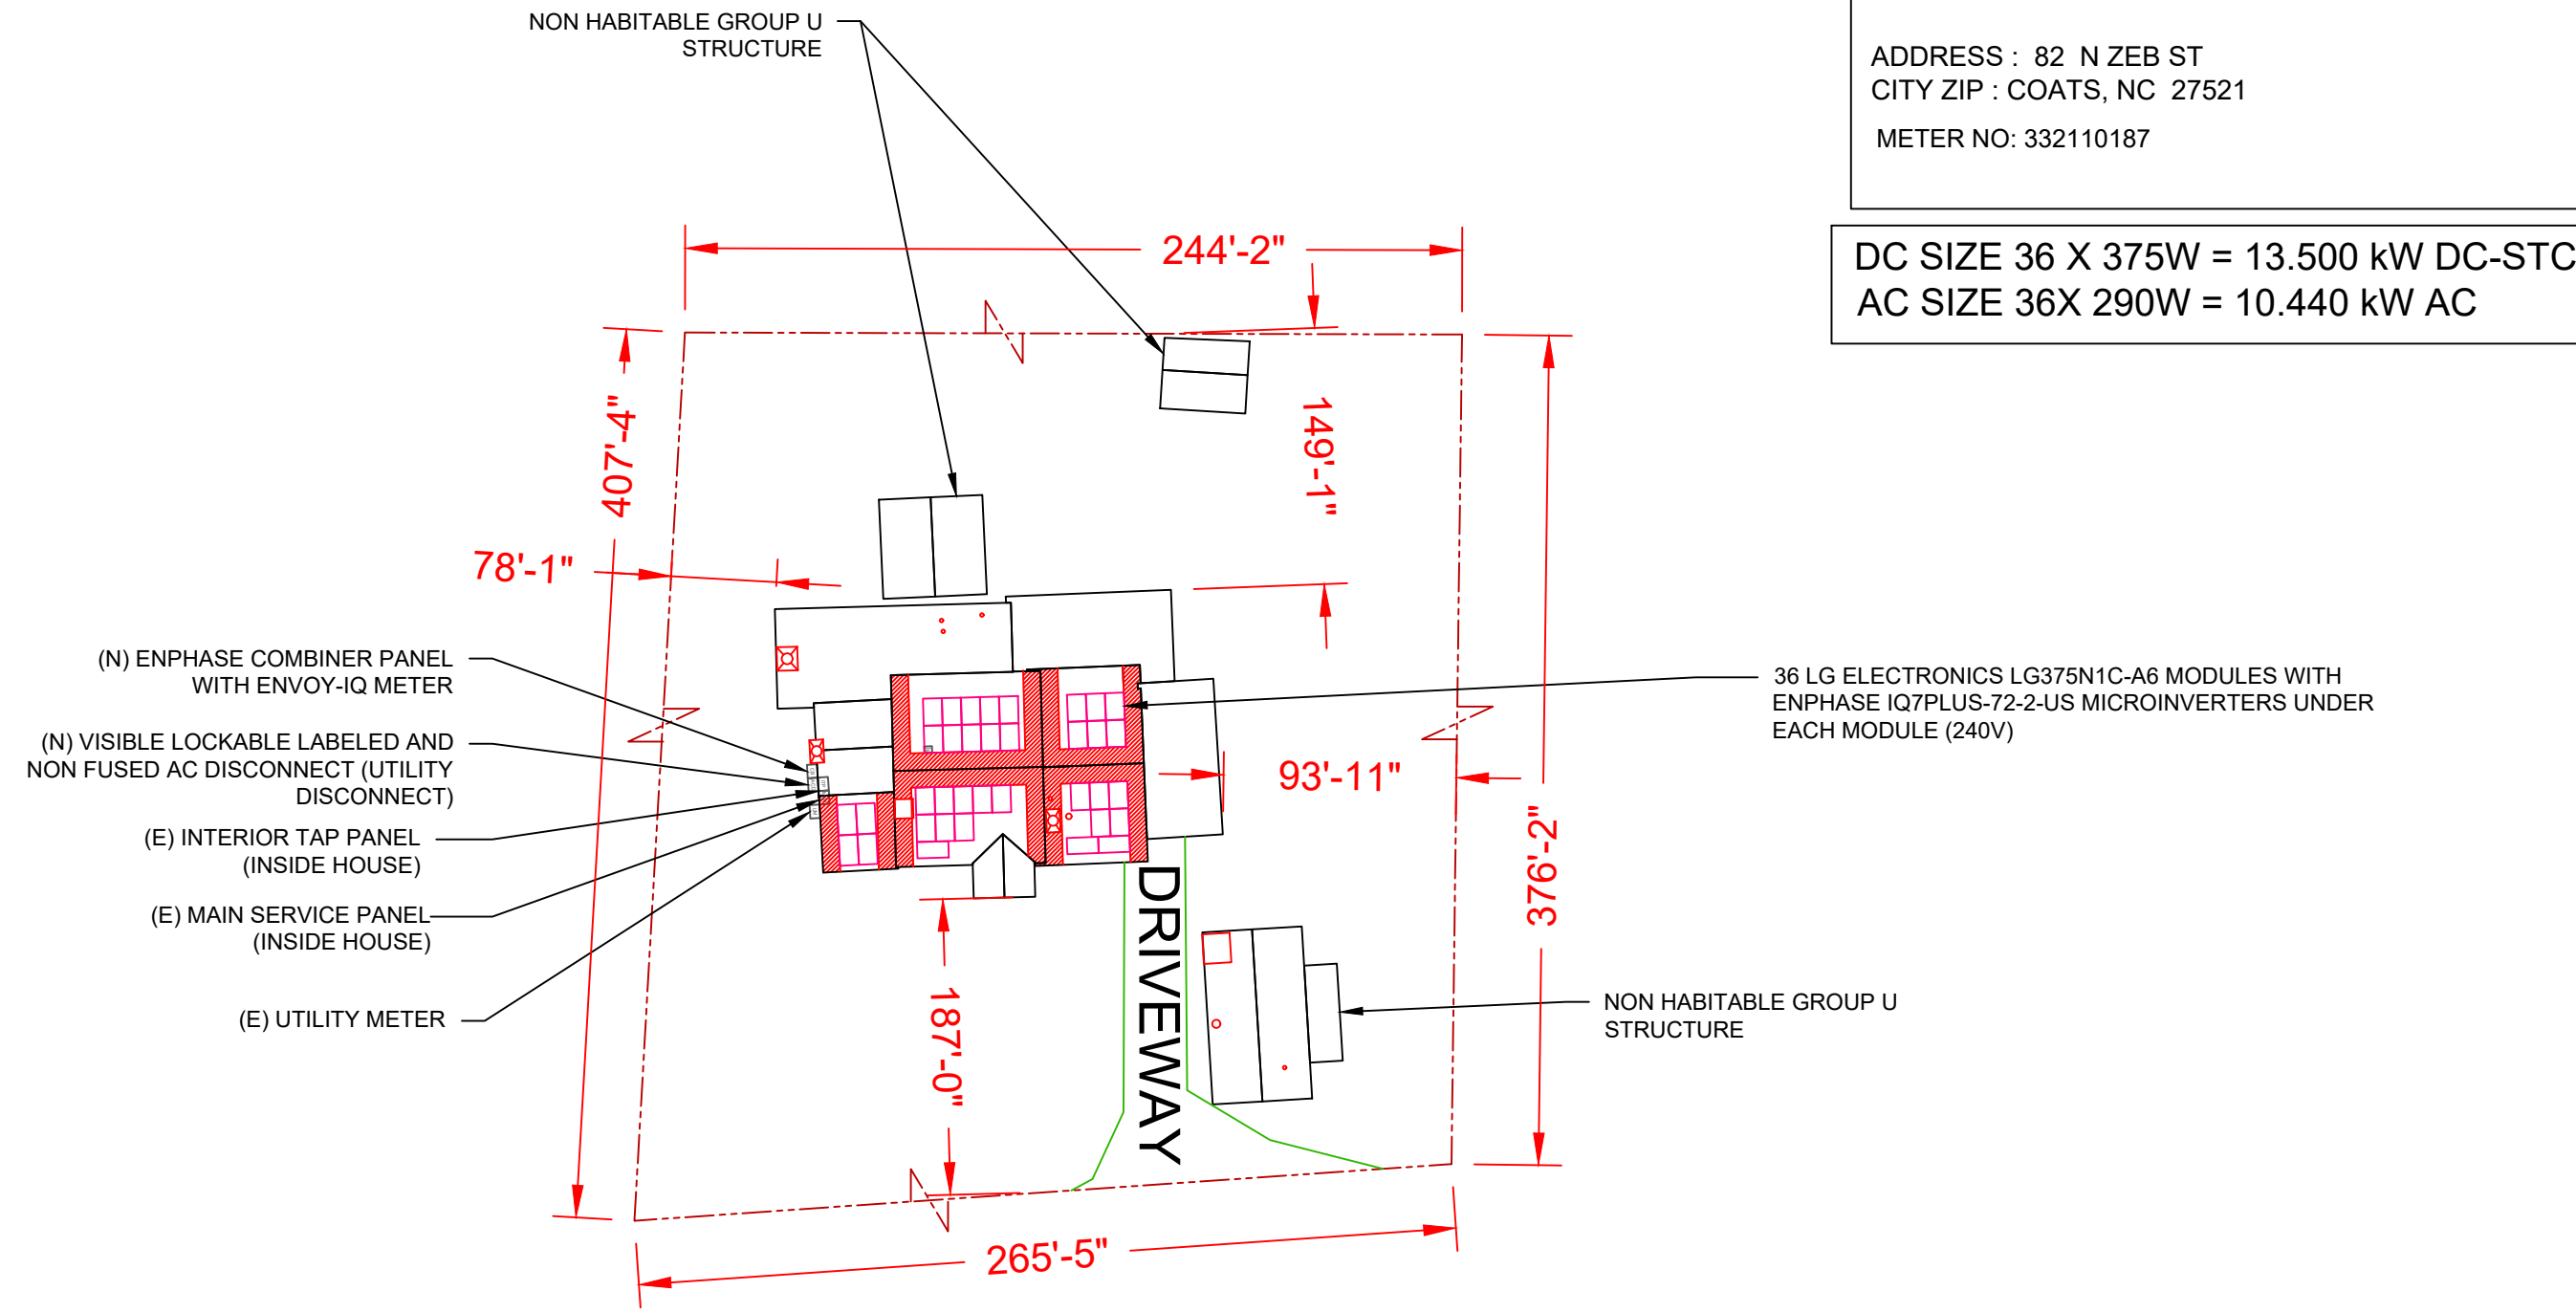 NON HABITABLE GROUP U
STRUCTURE
ADDRESS : 82 N ZEB ST
CITY ZIP : COATS, NC 27521
METER NO: 332110187
DC SIZE 36 X 375W = 13.500 kW DC-STC
AC SIZE 36X 290W = 10.440 kW AC
244'-2"
407'-4"
149'-1"
78'-1"
(N) ENPHASE COMBINER PANEL
WITH ENVOY-IQ METER
(N) VISIBLE LOCKABLE LABELED AND
NON FUSED AC DISCONNECT (UTILITY
DISCONNECT)
(E) INTERIOR TAP PANEL
(INSIDE HOUSE)
(E) MAIN SERVICE PANEL
(INSIDE HOUSE)
(E) UTILITY METER
36 LG ELECTRONICS LG375N1C-A6 MODULES WITH
ENPHASE IQ7PLUS-72-2-US MICROINVERTERS UNDER
EACH MODULE (240V)
93'-11"
376'-2"
DRIVEWAY
187'-0"
NON HABITABLE GROUP U
STRUCTURE
265'-5"